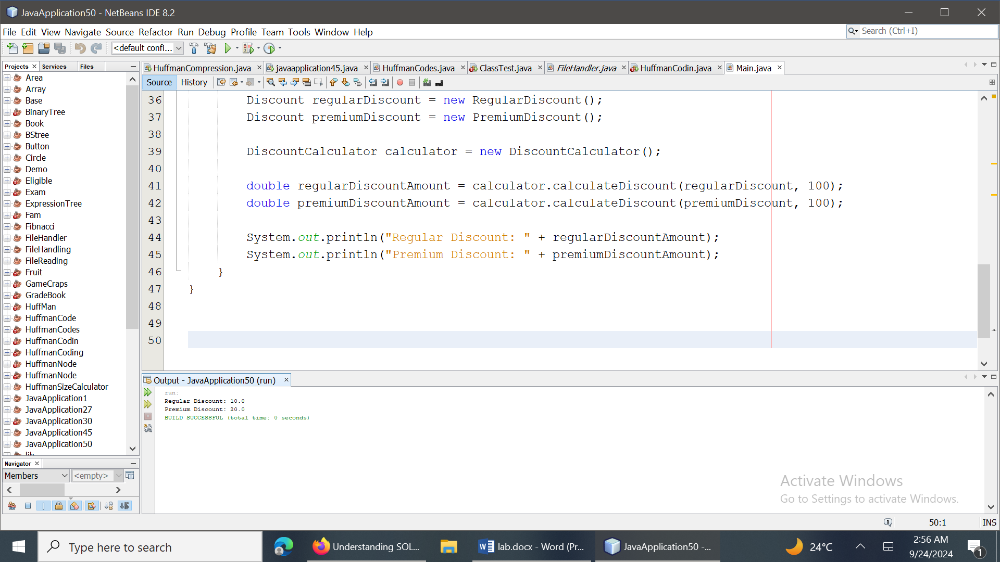 JavaApplication50 - NetBeans IDE 8.2
File Edit View Navigate Source Refactor Run Debug Profile Team Tools Window Help
Search (Ctrl+I)
<default confi...
Projects Services Files
HuffmanCompression.java javaapplication45.java HuffmanCodes.java ClassTest.java FileHandler.java HuffmanCodin.java Main.java
Source History
Area
Array
Base
BinaryTree
Book
BStree
Button
Circle
Demo
Eligible
Exam
ExpressionTree
Fam
Fibnacci
FileHandler
FileHandling
FileReading
Fruit
GameCraps
GradeBook
HuffMan
HuffmanCode
HuffmanCodes
HuffmanCodin
HuffmanCoding
HuffmanNode
HuffmanNode
HuffmanSizeCalculator
JavaApplication1
JavaApplication27
JavaApplication30
JavaApplication45
JavaApplication50
lib
36 Discount regularDiscount = new RegularDiscount();
37 Discount premiumDiscount = new PremiumDiscount();
38
39 DiscountCalculator calculator = new DiscountCalculator();
40
41 double regularDiscountAmount = calculator.calculateDiscount(regularDiscount, 100);
42 double premiumDiscountAmount = calculator.calculateDiscount(premiumDiscount, 100);
43
44 System.out.println("Regular Discount: " + regularDiscountAmount);
45 System.out.println("Premium Discount: " + premiumDiscountAmount);
46 }
47 }
48
49
50
Output - JavaApplication50 (run)
run:
Regular Discount: 10.0
Premium Discount: 20.0
BUILD SUCCESSFUL (total time: 0 seconds)
Navigator
Members <empty>
Activate Windows
Go to Settings to activate Windows.
1 50:1 INS
Type here to search
Understanding SOL...
lab.docx - Word (Pr...
JavaApplication50 -...
24°C
2:56 AM
9/24/2024
1